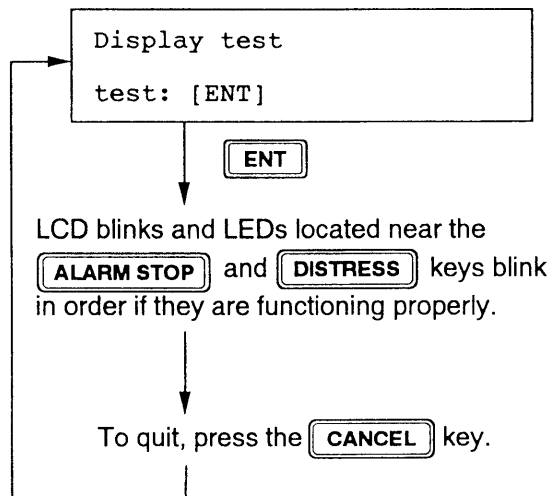 Display test
test: [ENT]
ENT
LCD blinks and LEDs located near the
ALARM STOP and DISTRESS keys blink
in order if they are functioning properly.
To quit, press the CANCEL key.